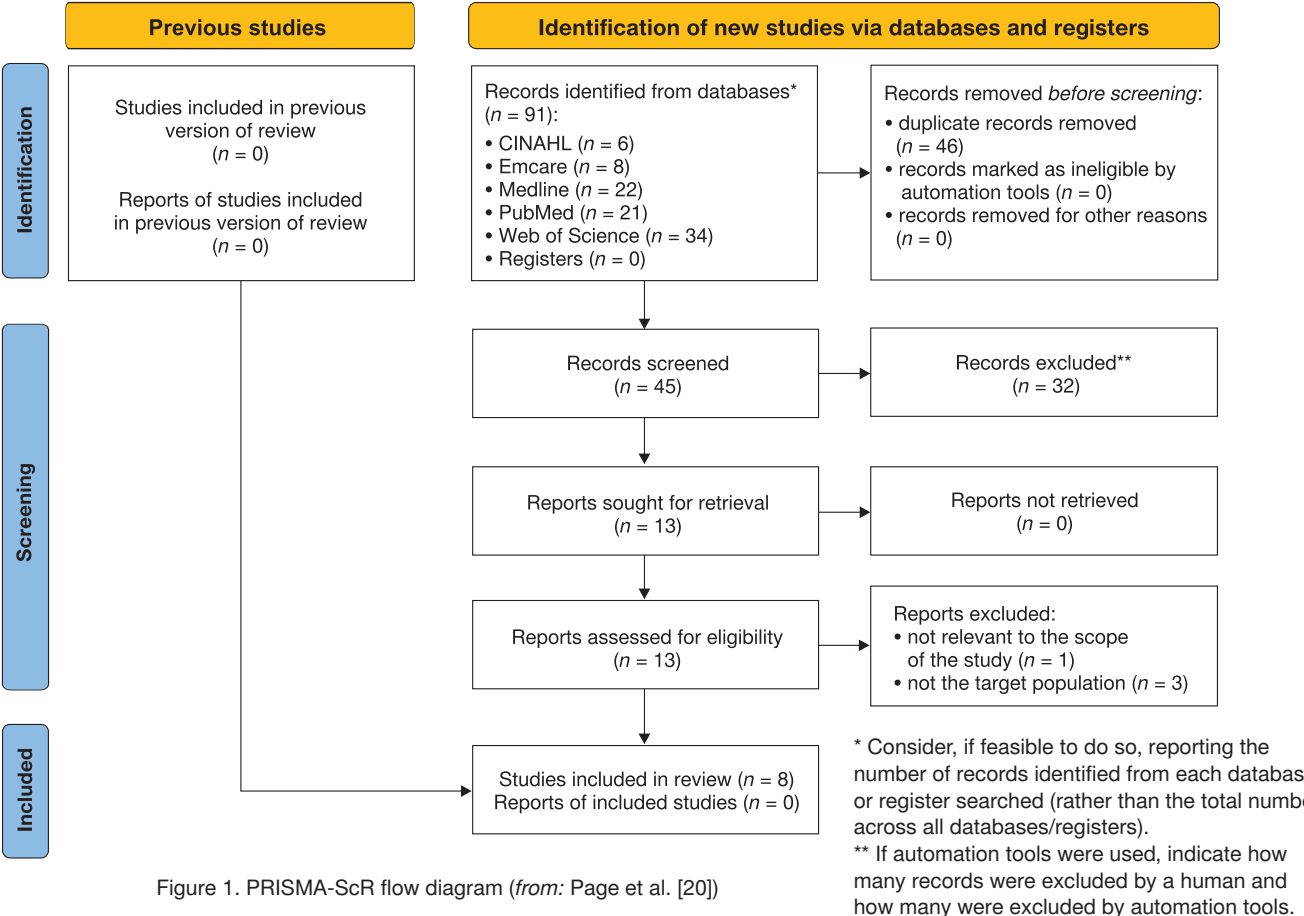 Previous studies
Identification of new studies via databases and registers
Identification
Studies included in previous
version of review
(n = 0)
Reports of studies included
in previous version of review
(n = 0)
Records identified from databases*
(n = 91):
• CINAHL (n = 6)
• Emcare (n = 8)
• Medline (n = 22)
• PubMed (n = 21)
• Web of Science (n = 34)
• Registers (n = 0)
Records removed before screening:
• duplicate records removed
(n = 46)
• records marked as ineligible by
automation tools (n = 0)
• records removed for other reasons
(n = 0)
Screening
Records screened
(n = 45)
Records excluded**
(n = 32)
Reports sought for retrieval
(n = 13)
Reports not retrieved
(n = 0)
Reports assessed for eligibility
(n = 13)
Reports excluded:
• not relevant to the scope
of the study (n = 1)
• not the target population (n = 3)
Included
Studies included in review (n = 8)
Reports of included studies (n = 0)
* Consider, if feasible to do so, reporting the
number of records identified from each databas
or register searched (rather than the total numb
across all databases/registers).
** If automation tools were used, indicate how
many records were excluded by a human and
how many were excluded by automation tools.
Figure 1. PRISMA-ScR flow diagram (from: Page et al. [20])